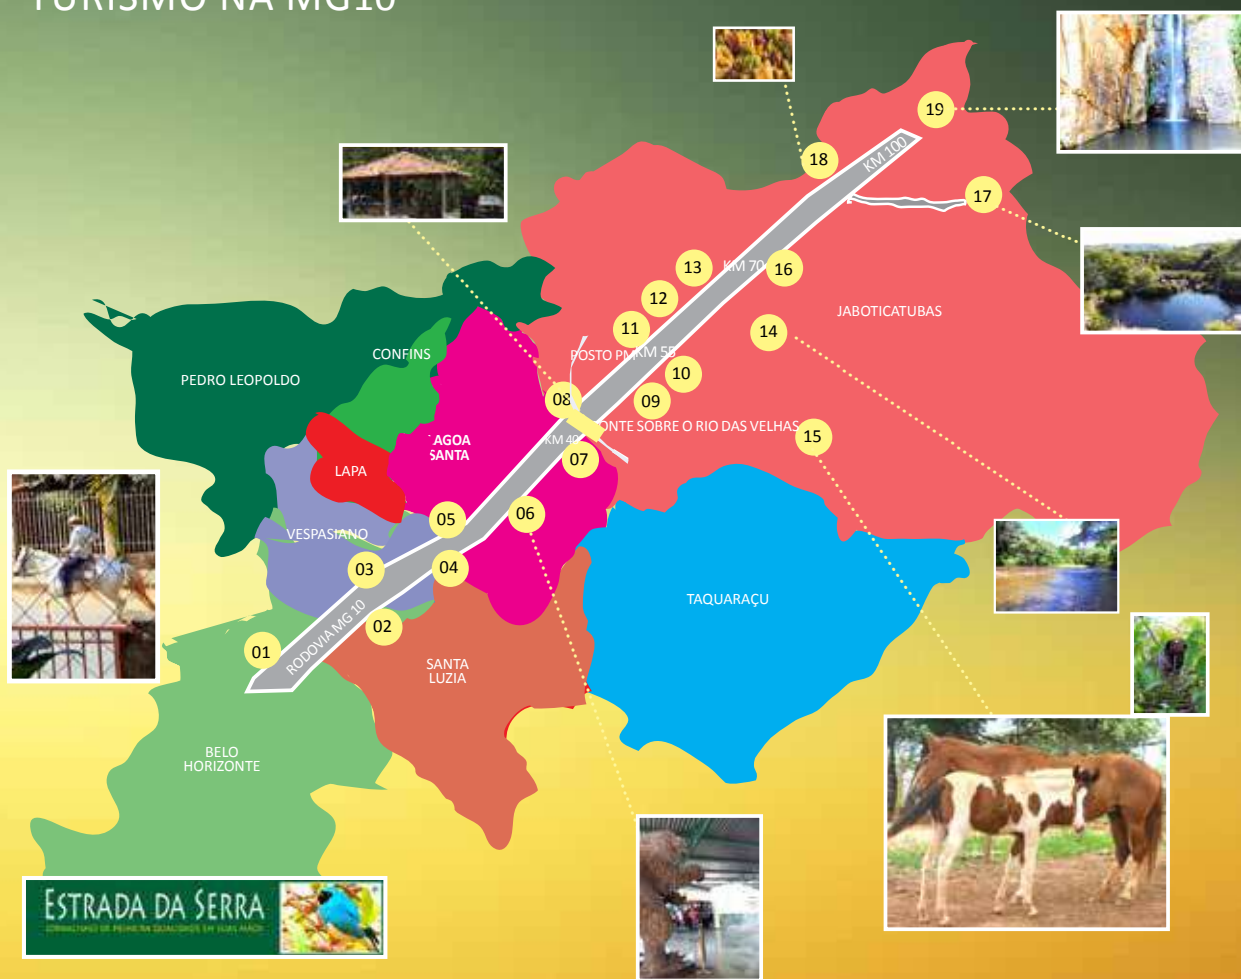 TURISMO NA MG10
19
18
KM 100
17
13
KM 70
16
12
JABOTICATUBAS
11
14
CONFINS
POSTO PM
KM 55
PEDRO LEOPOLDO
10
08
09
ONTE SOBRE O RIO DAS VELHAS
15
AGOA
SANTA
KM 40
07
LAPA
05
06
VESPASIANO
03
04
TAQUARAÇU
RODOVIA MG 10
02
01
SANTA
LUZIA
BELO
HORIZONTE
ESTRADA DA SERRA